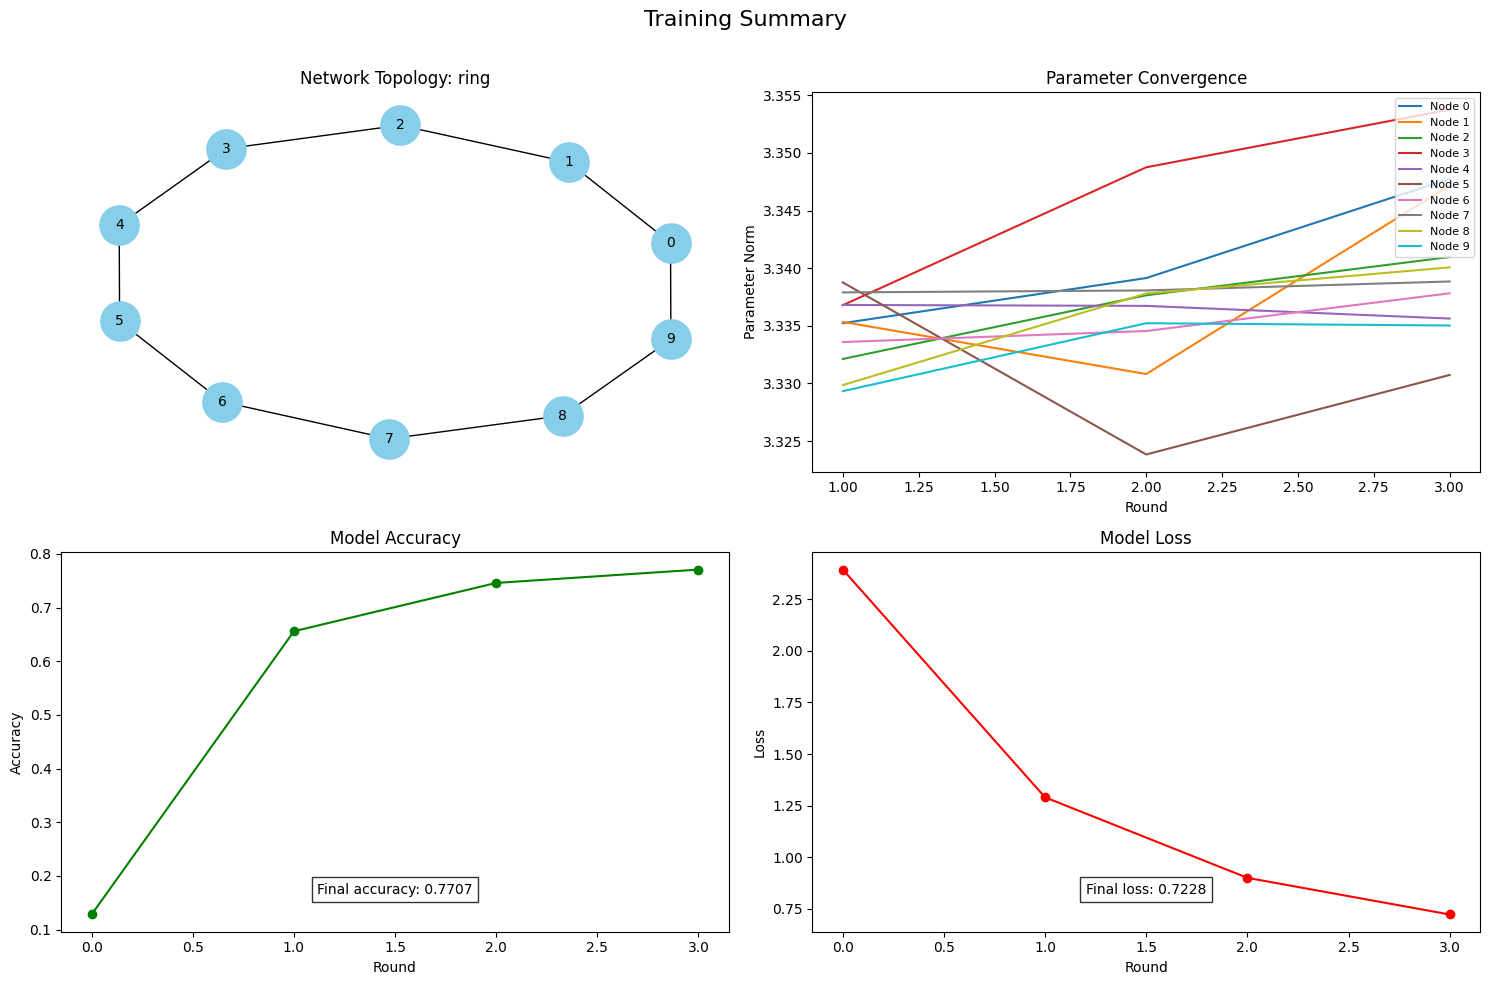 Training Summary
Network Topology: ring
2
3
1
4
0
5
9
6
8
7
Parameter Convergence
3.355
3.350
3.345
3.340
3.335
3.330
3.325
Parameter Norm
Node 0
Node 1
Node 2
Node 3
Node 4
Node 5
Node 6
Node 7
Node 8
Node 9
1.00 1.25 1.50 1.75 2.00 2.25 2.50 2.75 3.00
Round
Model Accuracy
0.8
0.7
0.6
0.5
0.4
0.3
0.2
0.1
Accuracy
Final accuracy: 0.7707
0.0 0.5 1.0 1.5 2.0 2.5 3.0
Round
Model Loss
2.25
2.00
1.75
1.50
1.25
1.00
0.75
Loss
Final loss: 0.7228
0.0 0.5 1.0 1.5 2.0 2.5 3.0
Round